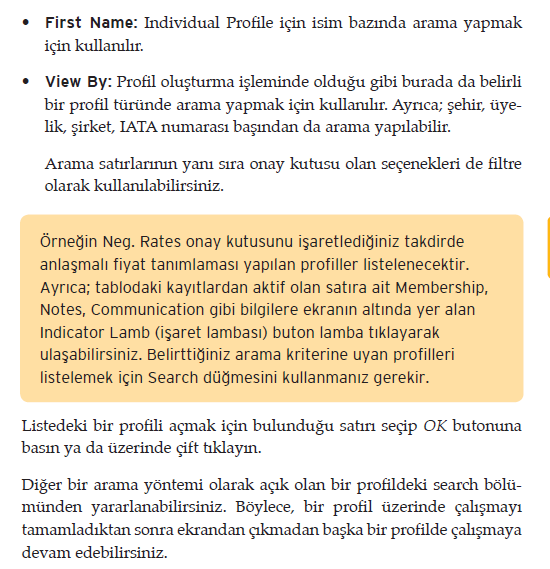 • First Name: Individual Profile için isim bazında arama yapmak
için kullanılır.
• View By: Profil oluşturma işleminde olduğu gibi burada da belirli
bir profil türünde arama yapmak için kullanılır. Ayrıca; şehir, üye-
lik, şirket, IATA numarası başından da arama yapılabilir.
Arama satırlarının yanı sıra onay kutusu olan seçenekleri de filtre
olarak kullanılabilirsiniz.
Örneğin Neg. Rates onay kutusunu işaretlediğiniz takdirde
anlaşmalı fiyat tanımlaması yapılan profiller listelenecektir.
Ayrıca; tablodaki kayıtlardan aktif olan satıra ait Membership,
Notes, Communication gibi bilgilere ekranın altında yer alan
Indicator Lamb (işaret lambası) buton lamba tıklayarak
ulaşabilirsiniz. Belirttiğiniz arama kriterine uyan profilleri
listelemek için Search düğmesini kullanmanız gerekir.
Listedeki bir profili açmak için bulunduğu satırı seçip OK butonuna
basın ya da üzerinde çift tıklayın.
Diğer bir arama yöntemi olarak açık olan bir profildeki search bölü-
münden yararlanabilirsiniz. Böylece, bir profil üzerinde çalışmayı
tamamladıktan sonra ekrandan çıkmadan başka bir profilde çalışmaya
devam edebilirsiniz.